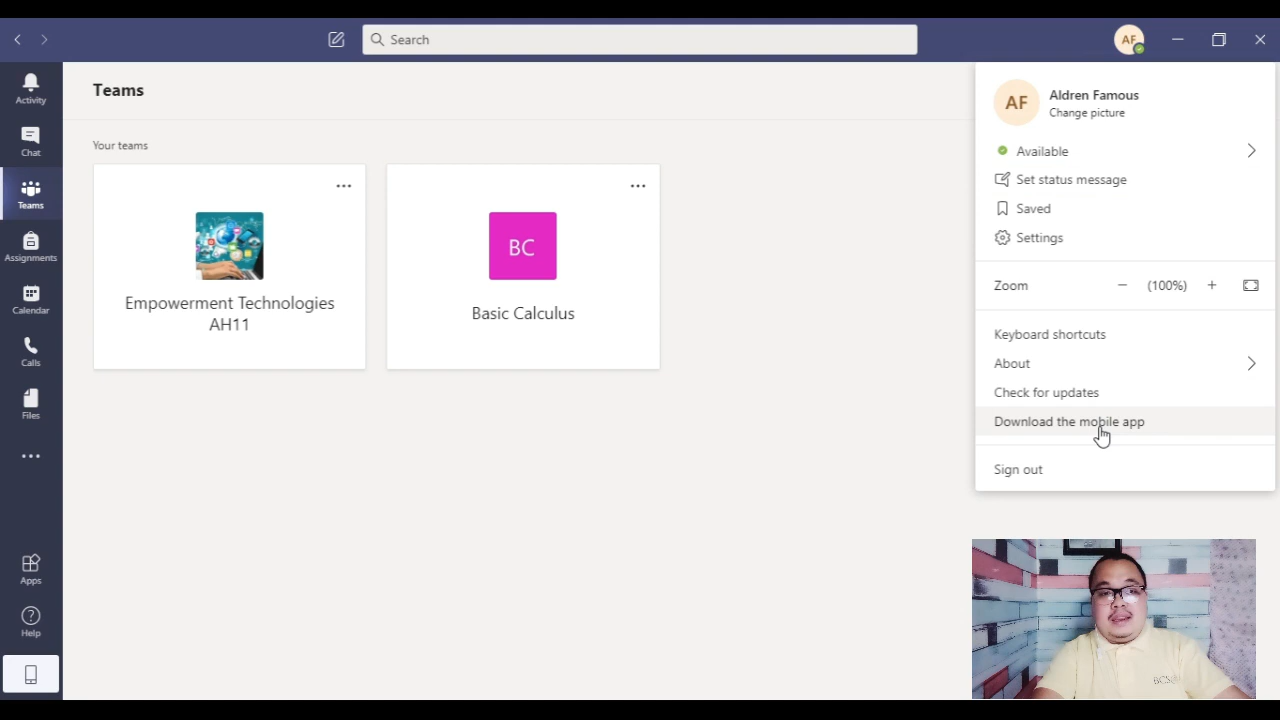 Search
AF
Activity
Chat
Teams
Assignments
Calendar
Calls
Files
Apps
Help
Teams
Your teams
Empowerment Technologies
AH11
BC
Basic Calculus
AF
Aldren Famous
Change picture
Available
Set status message
Saved
Settings
Zoom
(100%)
Keyboard shortcuts
About
Check for updates
Download the mobile app
Sign out